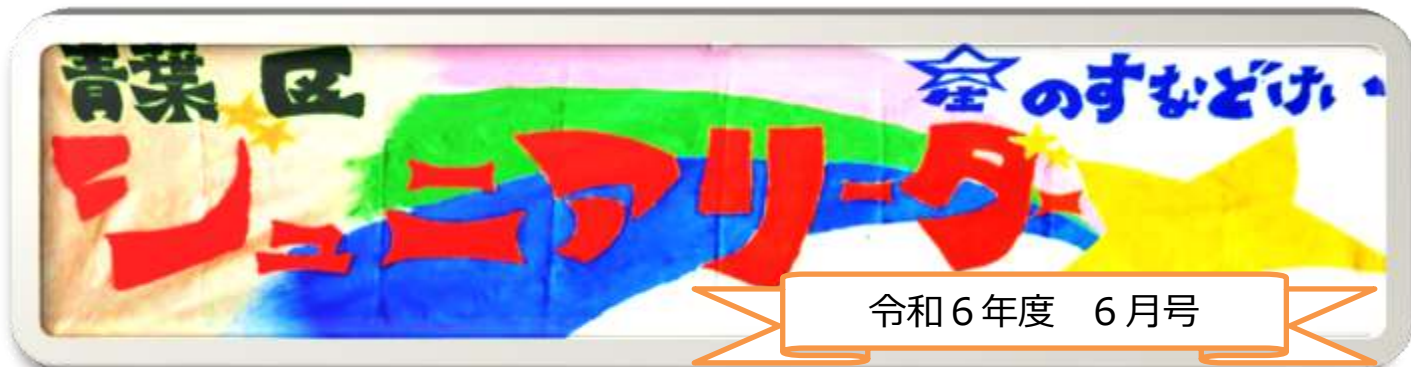 青葉区
星のすなどけい
ジュニアリーダー
令和6年度　6月号